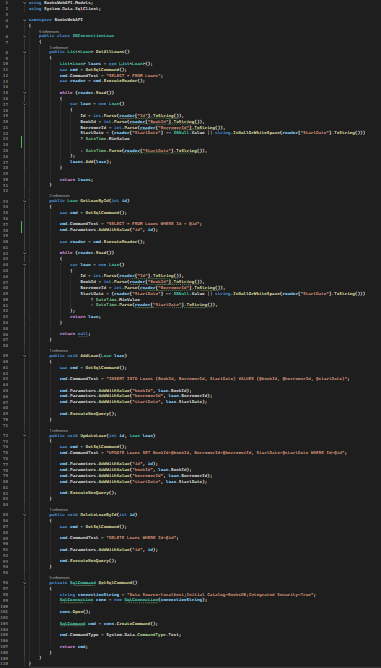 using BooksWebAPI.Models;
using System.Data.SqlClient;
namespace BooksWebAPI
{
public class DBConnectionLoan
{
public List<Loan> GetAllLoans()
{
List<Loan> loans = new List<Loan>();
var cmd = GetSqlCommand();
cmd.CommandText = "SELECT * FROM Loans";
var reader = cmd.ExecuteReader();
while (reader.Read())
{
var loan = new Loan()
{
Id = int.Parse(reader["Id"].ToString()),
BookId = int.Parse(reader["BookId"].ToString()),
BorrowerId = int.Parse(reader["BorrowerId"].ToString()),
StartDate = (reader["StartDate"] == DBNull.Value || string.IsNullOrWhiteSpace(reader["StartDate"].ToString()))
? DateTime.MinValue
: DateTime.Parse(reader["StartDate"].ToString()),
};
loans.Add(loan);
}
return loans;
}
public Loan GetLoanById(int id)
{
var cmd = GetSqlCommand();
cmd.CommandText = "SELECT * FROM Loans WHERE Id = @id";
cmd.Parameters.AddWithValue("id", id);
var reader = cmd.ExecuteReader();
while (reader.Read())
{
var loan = new Loan()
{
Id = int.Parse(reader["Id"].ToString()),
BookId = int.Parse(reader["BookId"].ToString()),
BorrowerId = int.Parse(reader["BorrowerId"].ToString()),
StartDate = (reader["StartDate"] == DBNull.Value || string.IsNullOrWhiteSpace(reader["StartDate"].ToString()))
? DateTime.MinValue
: DateTime.Parse(reader["StartDate"].ToString()),
};
return loan;
}
return null;
}
public void AddLoan(Loan loan)
{
var cmd = GetSqlCommand();
cmd.CommandText = "INSERT INTO Loans (BookId, BorrowerId, StartDate) VALUES (@bookId, @borrowerId, @startDate)";
cmd.Parameters.AddWithValue("bookId", loan.BookId);
cmd.Parameters.AddWithValue("borrowerId", loan.BorrowerId);
cmd.Parameters.AddWithValue("startDate", loan.StartDate);
cmd.ExecuteNonQuery();
}
public void UpdateLoan(int id, Loan loan)
{
var cmd = GetSqlCommand();
cmd.CommandText = "UPDATE Loans SET BookId=@bookId, BorrowerId=@borrowerId, StartDate=@startDate WHERE Id=@id";
cmd.Parameters.AddWithValue("id", id);
cmd.Parameters.AddWithValue("bookId", loan.BookId);
cmd.Parameters.AddWithValue("borrowerId", loan.BorrowerId);
cmd.Parameters.AddWithValue("startDate", loan.StartDate);
cmd.ExecuteNonQuery();
}
public void DeleteLoanById(int id)
{
var cmd = GetSqlCommand();
cmd.CommandText = "DELETE Loans WHERE Id=@id";
cmd.Parameters.AddWithValue("id", id);
cmd.ExecuteNonQuery();
}
private SqlCommand GetSqlCommand()
{
string connectionString = "Data Source=localhost;Initial Catalog=BooksDB;Integrated Security=True";
SqlConnection conn = new SqlConnection(connectionString);
conn.Open();
SqlCommand cmd = conn.CreateCommand();
cmd.CommandType = System.Data.CommandType.Text;
return cmd;
}
}
}